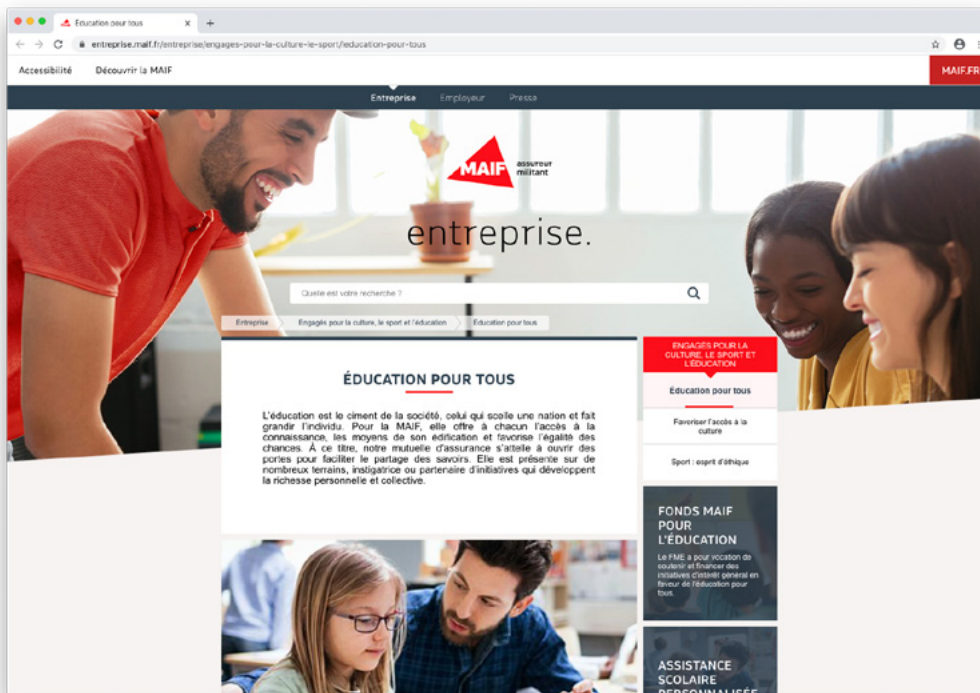 Éducation pour tous
entreprise.maif.fr/entreprise/engages-pour-la-culture-le-sport/leducation-pour-tous
Accessibilité Découvrir la MAIF MAIF.FR
Entreprise Employeur Presse
MAIF assureur
militant
entreprise.
Quelle est votre recherche ?
Entreprise Engagés pour la culture, le sport et l'éducation Éducation pour tous
ÉDUCATION POUR TOUS
L'éducation est le ciment de la société, celui qui scelle une nation et fait
grandir l'individu. Pour la MAIF, elle offre à chacun l'accès à la
connaissance, les moyens de son édification et favorise l'égalité des
chances. À ce titre, notre mutuelle d'assurance s'attelle à ouvrir des
portes pour faciliter le partage des savoirs. Elle est présente sur de
nombreux terrains, instigatrice ou partenaire d'initiatives qui développent
la richesse personnelle et collective.
ENGAGÉS POUR LA
CULTURE, LE SPORT ET
L'ÉDUCATION
Éducation pour tous
Favoriser l'accès à la
culture
Sport : esprit d'éthique
FONDS MAIF
POUR
L'ÉDUCATION
Le FME a pour vocation de
soutenir et financer des
initiatives d'intérêt général en
faveur de l'éducation pour
tous.
ASSISTANCE
SCOLAIRE
PERSONNALISÉE